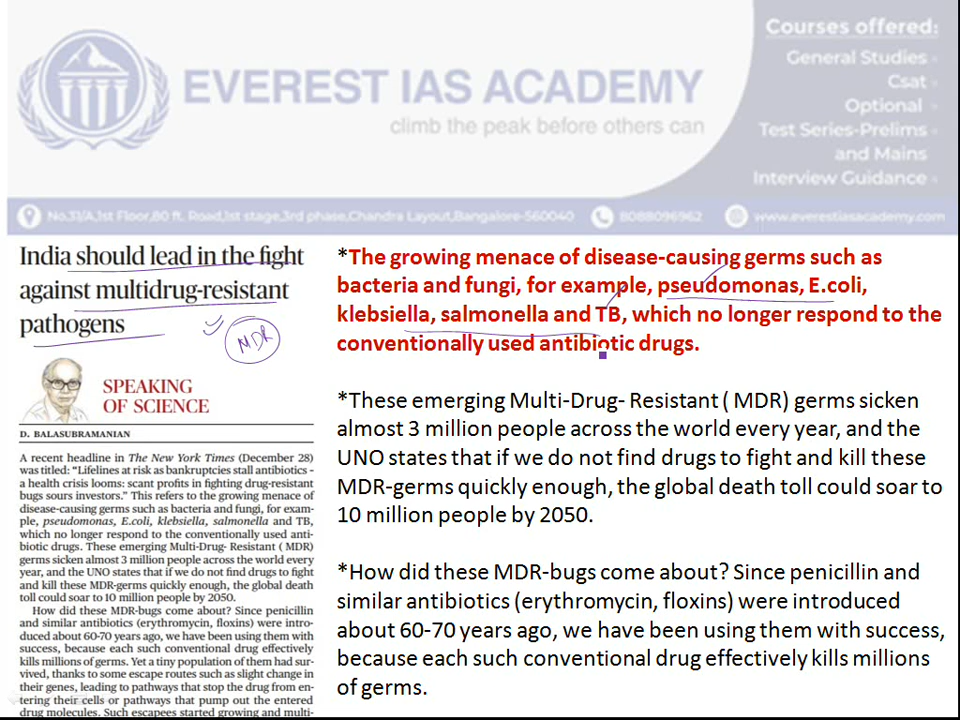 Courses offered:
General Studies
Csat
Optional
Test Series-Prelims
and Mains
Interview Guidance
EVEREST IAS ACADEMY
climb the peak before others can
No.31/A,1st Floor,80 ft. Road,1st stage,3rd phase,Chandra Layout,Bangalore-560040
8088096962
www.everestiasacademy.com
India should lead in the fight
against multidrug-resistant
pathogens
MDR
SPEAKING
OF SCIENCE
D. BALASUBRAMANIAN
A recent headline in The New York Times (December 28)
was titled: “Lifelines at risk as bankruptcies stall antibiotics -
a health crisis looms: scant profits in fighting drug-resistant
bugs sours investors.” This refers to the growing menace of
disease-causing germs such as bacteria and fungi, for exam-
ple, pseudomonas, E.coli, klebsiella, salmonella and TB,
which no longer respond to the conventionally used anti-
biotic drugs. These emerging Multi-Drug- Resistant ( MDR)
germs sicken almost 3 million people across the world every
year, and the UNO states that if we do not find drugs to fight
and kill these MDR-germs quickly enough, the global death
toll could soar to 10 million people by 2050.
How did these MDR-bugs come about? Since penicillin
and similar antibiotics (erythromycin, floxins) were intro-
duced about 60-70 years ago, we have been using them with
success, because each such conventional drug effectively
kills millions of germs. Yet a tiny population of them had sur-
vived, thanks to some escape routes such as slight change in
their genes, leading to pathways that stop the drug from en-
tering their cells or pathways that pump out the entered
drug molecules. Such escapees started growing and multi-
*The growing menace of disease-causing germs such as
bacteria and fungi, for example, pseudomonas, E.coli,
klebsiella, salmonella and TB, which no longer respond to the
conventionally used antibiotic drugs.
*These emerging Multi-Drug- Resistant ( MDR) germs sicken
almost 3 million people across the world every year, and the
UNO states that if we do not find drugs to fight and kill these
MDR-germs quickly enough, the global death toll could soar to
10 million people by 2050.
*How did these MDR-bugs come about? Since penicillin and
similar antibiotics (erythromycin, floxins) were introduced
about 60-70 years ago, we have been using them with success,
because each such conventional drug effectively kills millions
of germs.